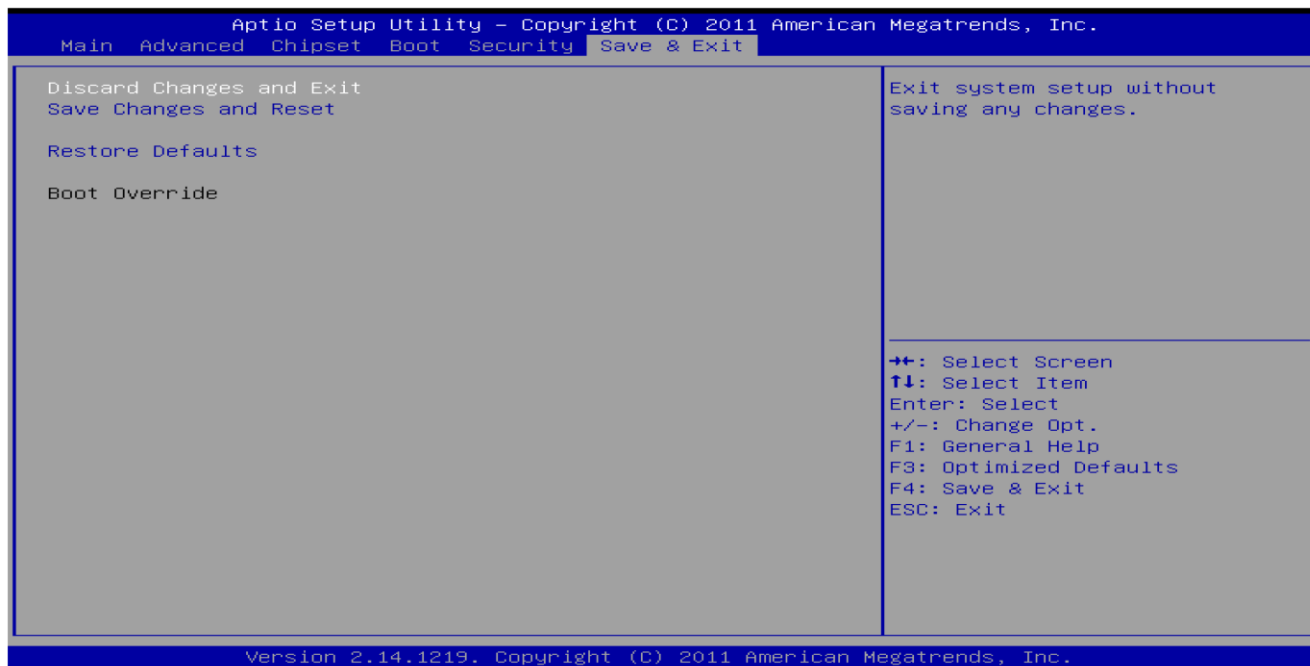 Aptio Setup Utility – Copyright (C) 2011 American Megatrends, Inc.
Main Advanced Chipset Boot Security Save & Exit
Discard Changes and Exit
Save Changes and Reset
Restore Defaults
Boot Override
Exit system setup without
saving any changes.
→←: Select Screen
↑↓: Select Item
Enter: Select
+/-: Change Opt.
F1: General Help
F3: Optimized Defaults
F4: Save & Exit
ESC: Exit
Version 2.14.1219. Copyright (C) 2011 American Megatrends, Inc.